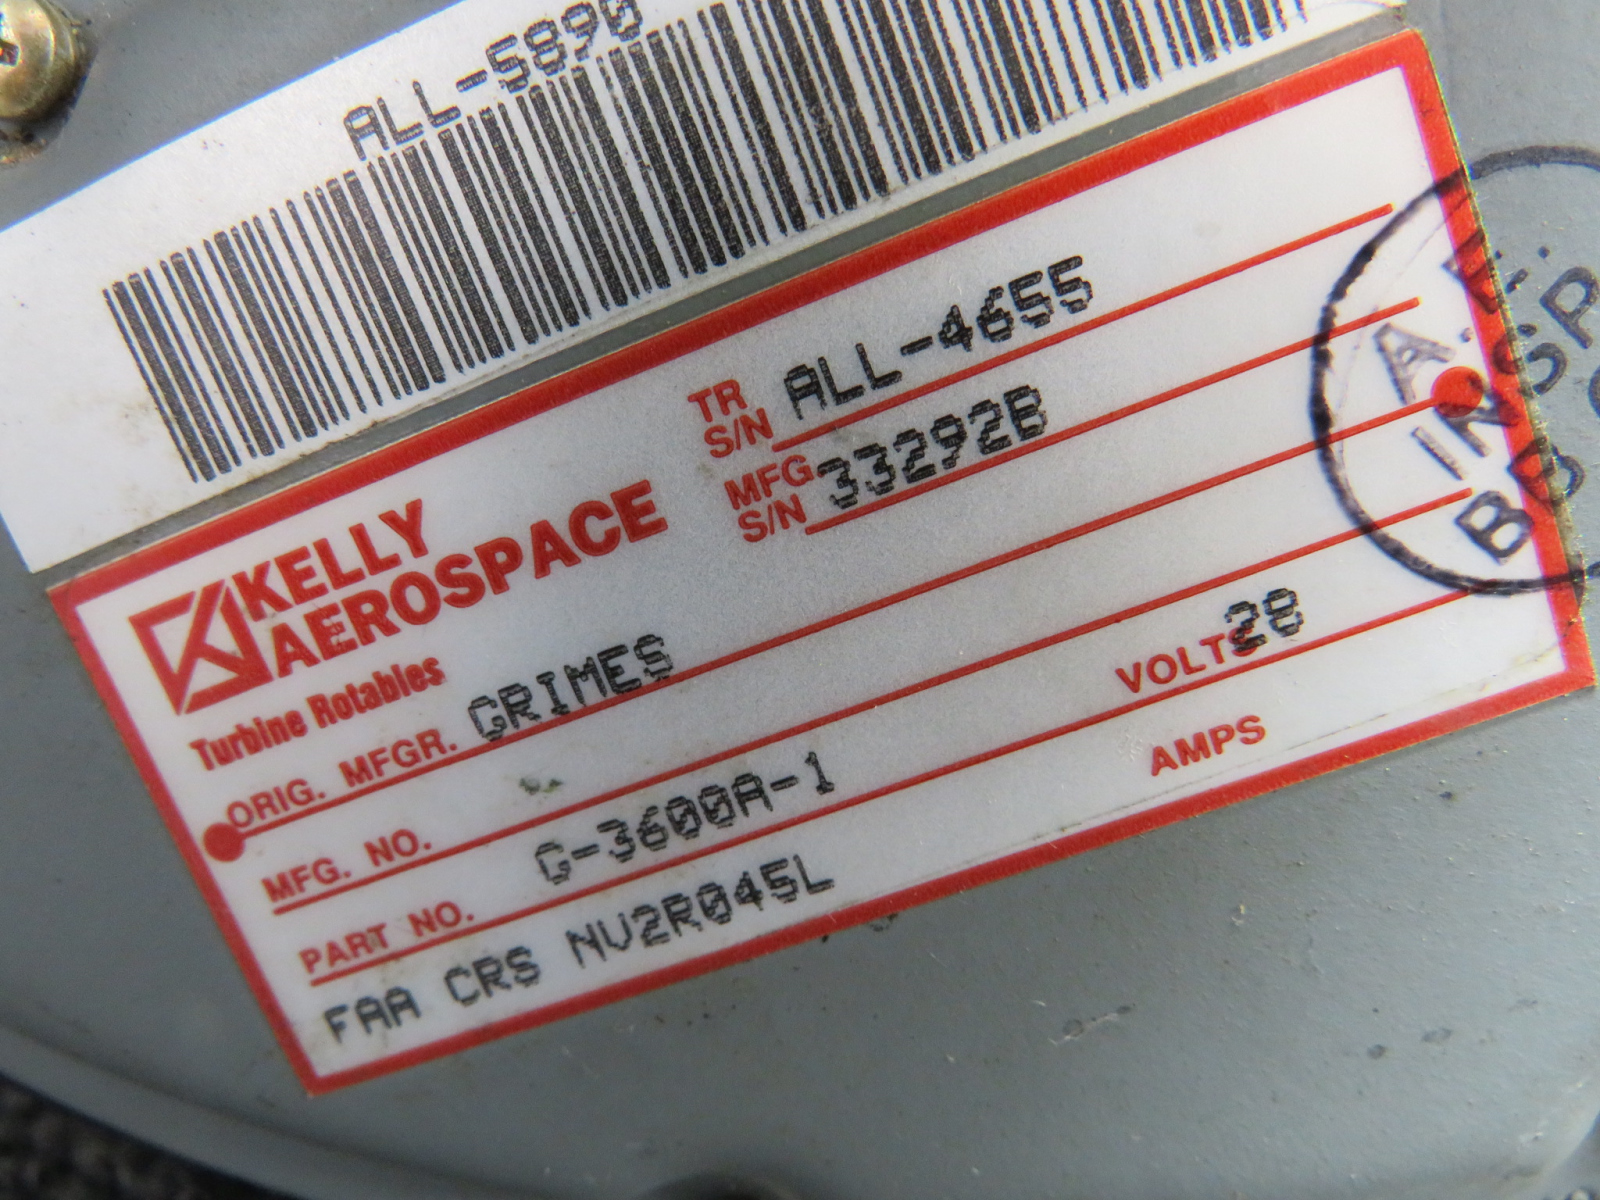 ALL-5890
KELLY
AEROSPACE
Turbine Rotables
TR
S/N ALL-4655
MFG
S/N 33292B
ORIG. MFGR. GRIMES
MFG. NO.
PART NO. G-3600A-1
VOLTS 28
FAA CRS NV2R045L
AMPS